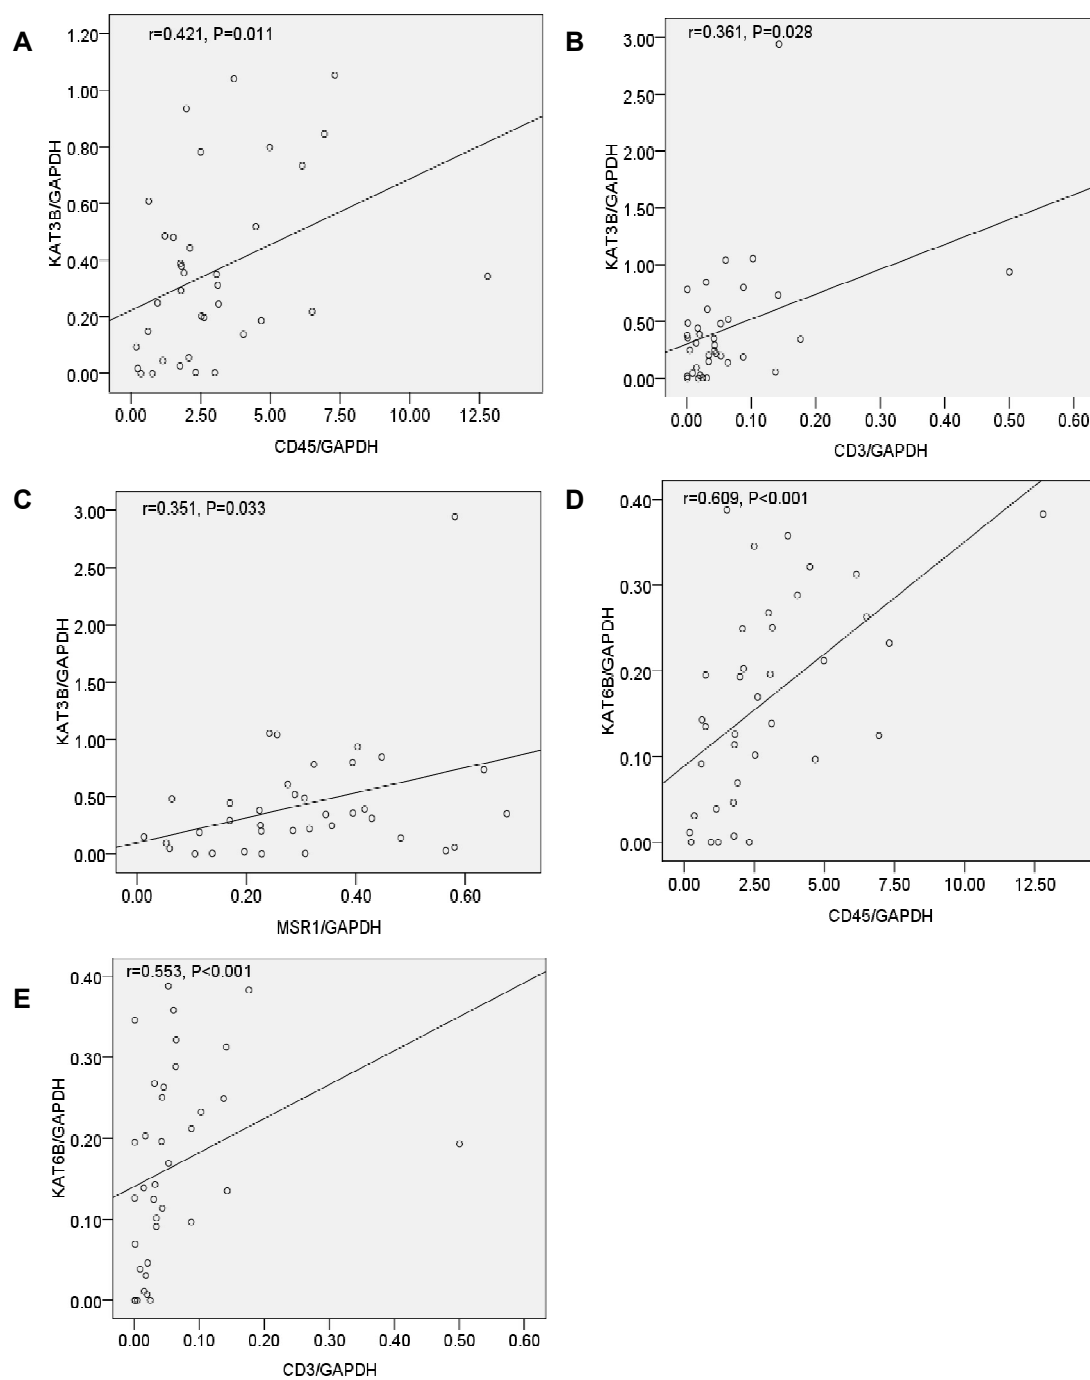 A
r=0.421, P=0.011
1.20
1.00
0.80
0.60
0.40
0.20
0.00
KAT3B/GAPDH
0.00 2.50 5.00 7.50 10.00 12.50
CD45/GAPDH
B
r=0.361, P=0.028
3.00
2.50
2.00
1.50
1.00
0.50
0.00
KAT3B/GAPDH
0.00 0.10 0.20 0.30 0.40 0.50 0.60
CD3/GAPDH
C
r=0.351, P=0.033
3.00
2.50
2.00
1.50
1.00
0.50
0.00
KAT3B/GAPDH
0.00 0.20 0.40 0.60
MSR1/GAPDH
D
r=0.609, P<0.001
0.40
0.30
0.20
0.10
0.00
KAT6B/GAPDH
0.00 2.50 5.00 7.50 10.00 12.50
CD45/GAPDH
E
r=0.553, P<0.001
0.40
0.30
0.20
0.10
0.00
KAT6B/GAPDH
0.00 0.10 0.20 0.30 0.40 0.50 0.60
CD3/GAPDH